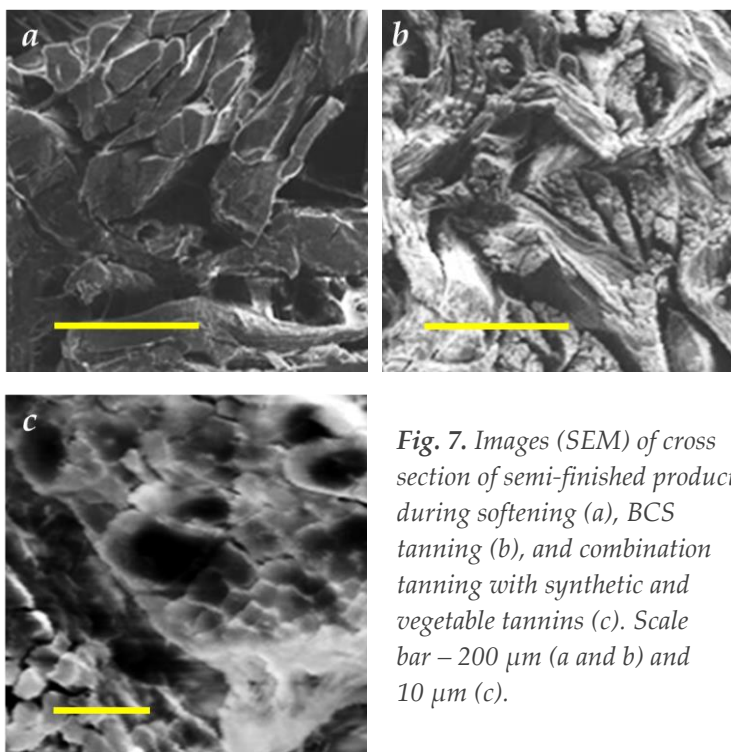 a
b
c
Fig. 7. Images (SEM) of cross
section of semi-finished produc
during softening (a), BCS
tanning (b), and combination
tanning with synthetic and
vegetable tannins (c). Scale
bar – 200 μm (a and b) and
10 μm (c).